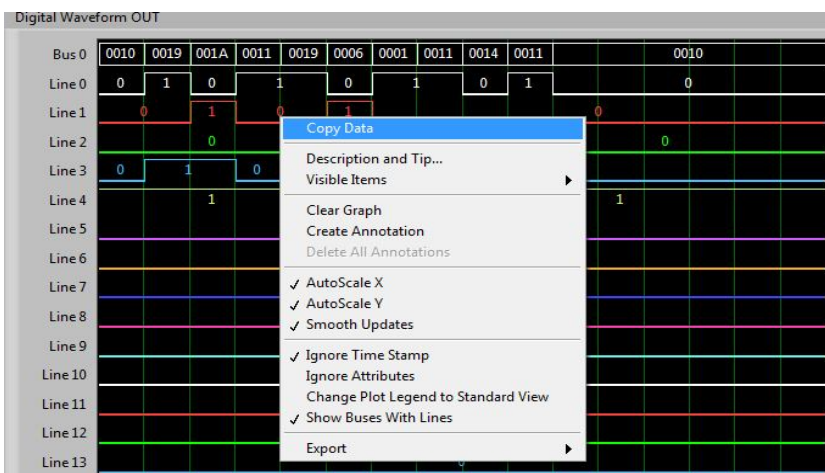 Digital Waveform OUT
Bus 0 0010 0019 001A 0011 0019 0006 0001 0011 0014 0011 0010
Line 0 0 1 0 1 0 1 0 1 0
Line 1 0 1 0 1 0
Line 2 0 0
Line 3 0 1 0
Line 4 1 1
Line 5
Line 6
Line 7
Line 8
Line 9
Line 10
Line 11
Line 12
Line 13
Copy Data
Description and Tip...
Visible Items
Clear Graph
Create Annotation
Delete All Annotations
AutoScale X
AutoScale Y
Smooth Updates
Ignore Time Stamp
Ignore Attributes
Change Plot Legend to Standard View
Show Buses With Lines
Export